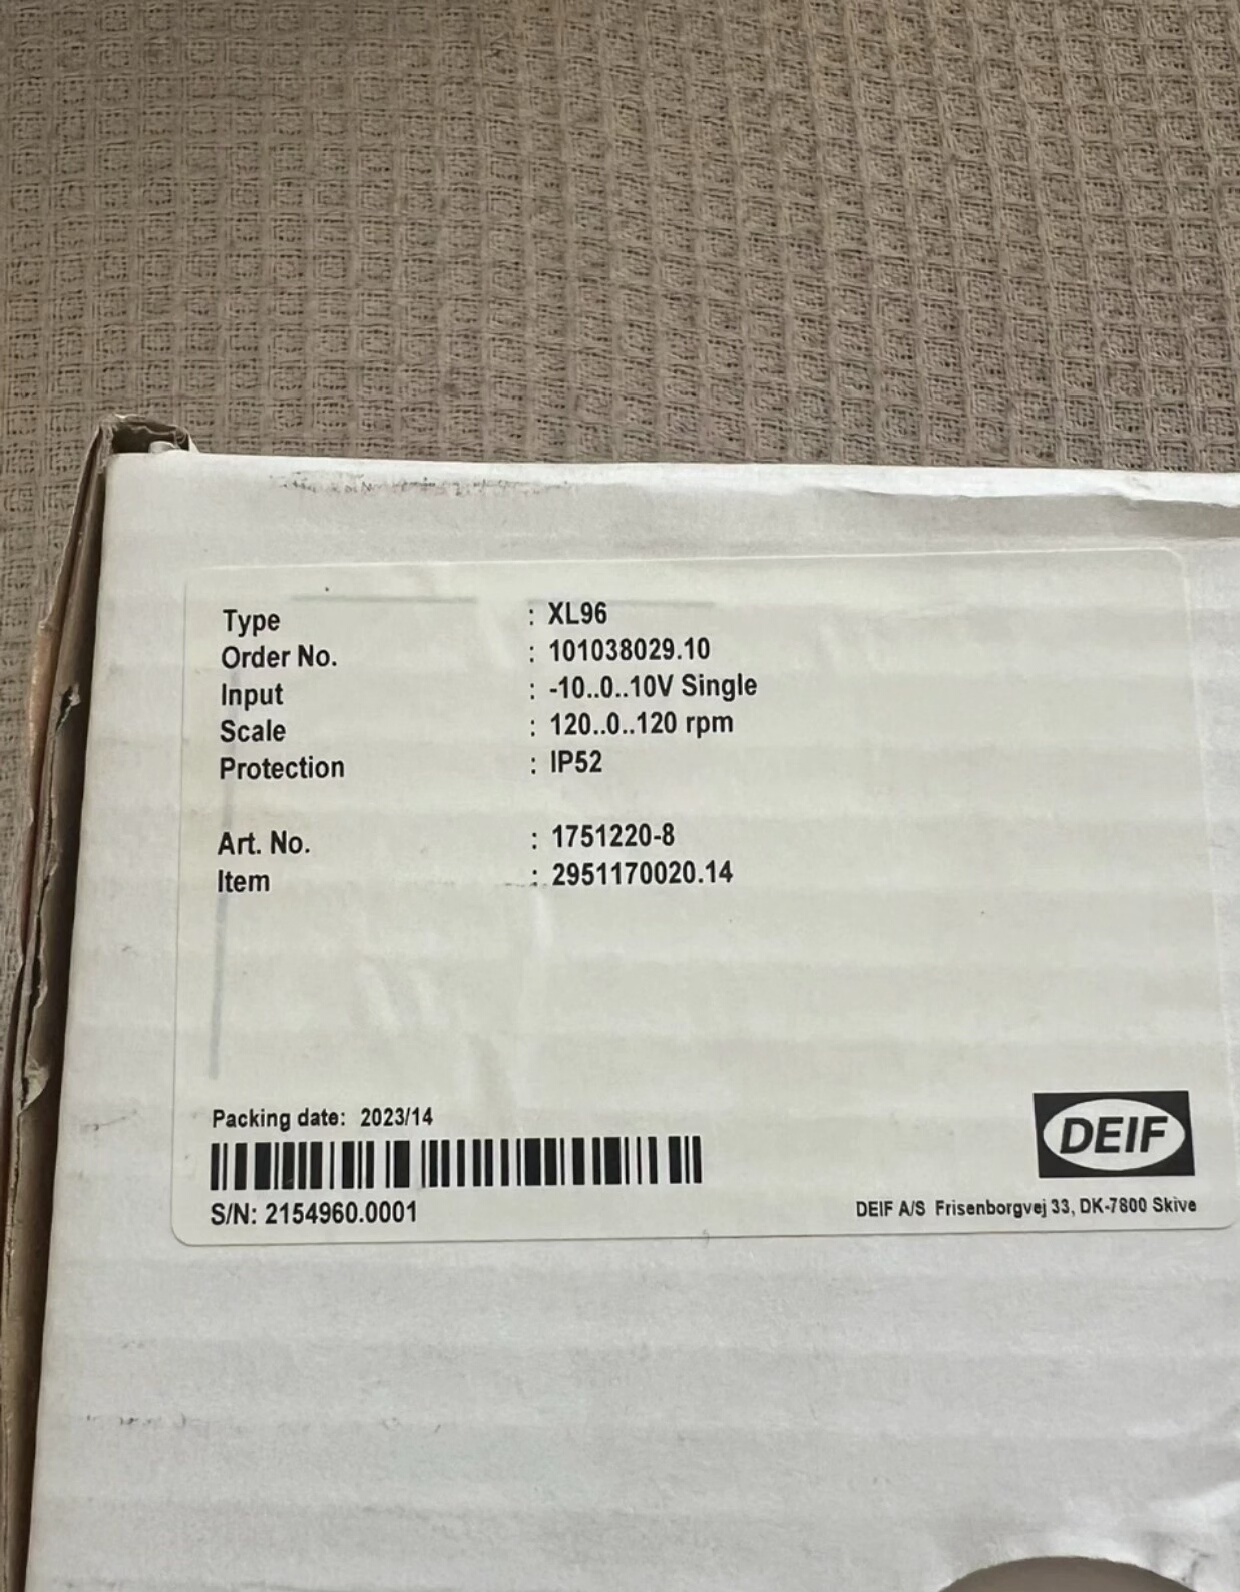 Type : XL96
Order No. : 101038029.10
Input : -10..0..10V Single
Scale : 120..0..120 rpm
Protection : IP52
Art. No. : 1751220-8
Item : 2951170020.14
Packing date: 2023/14
DEIF
S/N: 2154960.0001
DEIF A/S Frisenborgvej 33, DK-7800 Skive